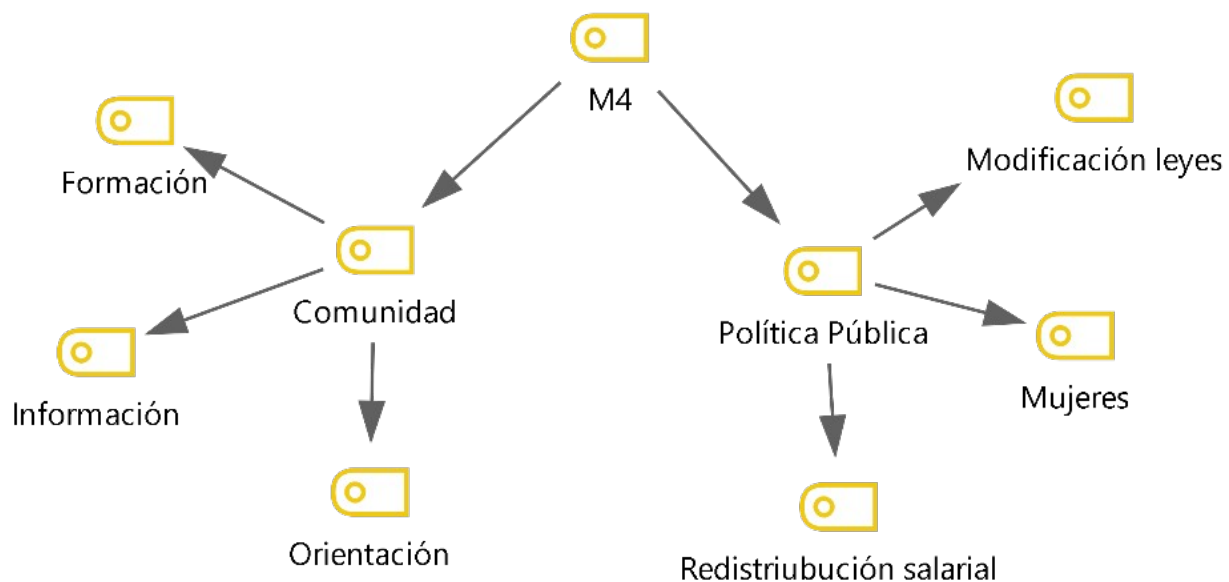 M4
Formación
Modificación leyes
Comunidad
Política Pública
Información
Mujeres
Orientación
Redistriubución salarial